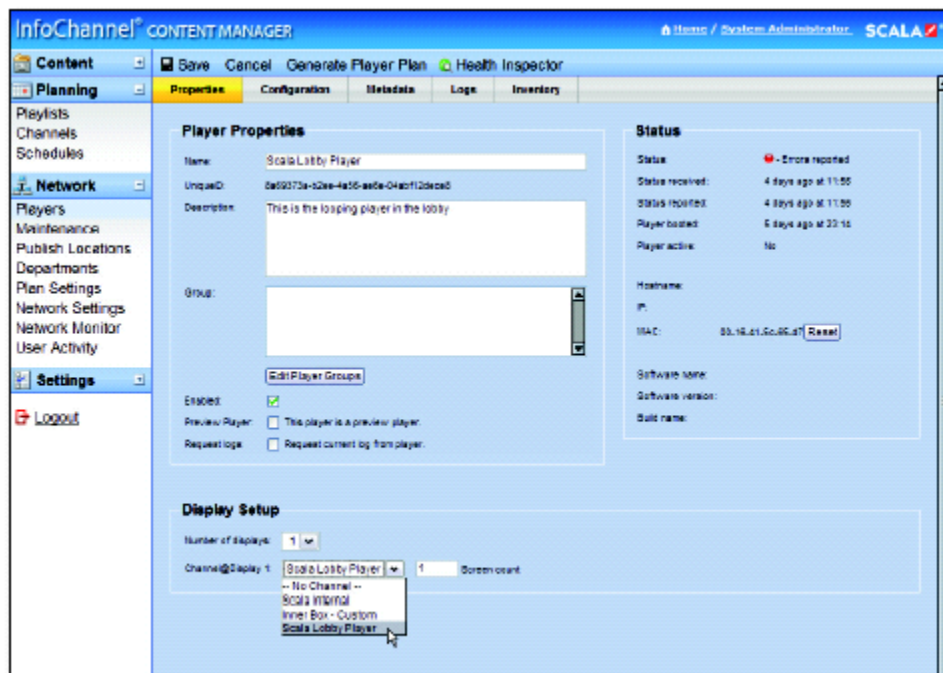 InfoChannel® CONTENT MANAGER
Home / System Administrator
SCALA
Content
Planning
Playlists
Channels
Schedules
Network
Players
Maintenance
Publish Locations
Departments
Plan Settings
Network Settings
Network Monitor
User Activity
Settings
Logout
Save Cancel Generate Player Plan Health Inspector
Properties Configuration Metadata Logs Inventory
Player Properties
Name: Scala Lobby Player
UniqueID:
Description: This is the looping player in the lobby
Group:
Edit Player Groups
Enabled:
Preview Player: This player is a preview player.
Request logs: Request current log from player.
Status
Status: - Errors reported
Status received: 4 days ago at 11:56
Status reported: 4 days ago at 11:56
Player booted: days ago at
Player active: No
Hostname:
IP:
MAC: Reset
Software name:
Software version:
Build name:
Display Setup
Number of displays: 1
Channel@Display 1: Scala Lobby Player 1 Screen count
-- No Channel --
Scala Internal
Inner Box - Custom
Scala Lobby Player